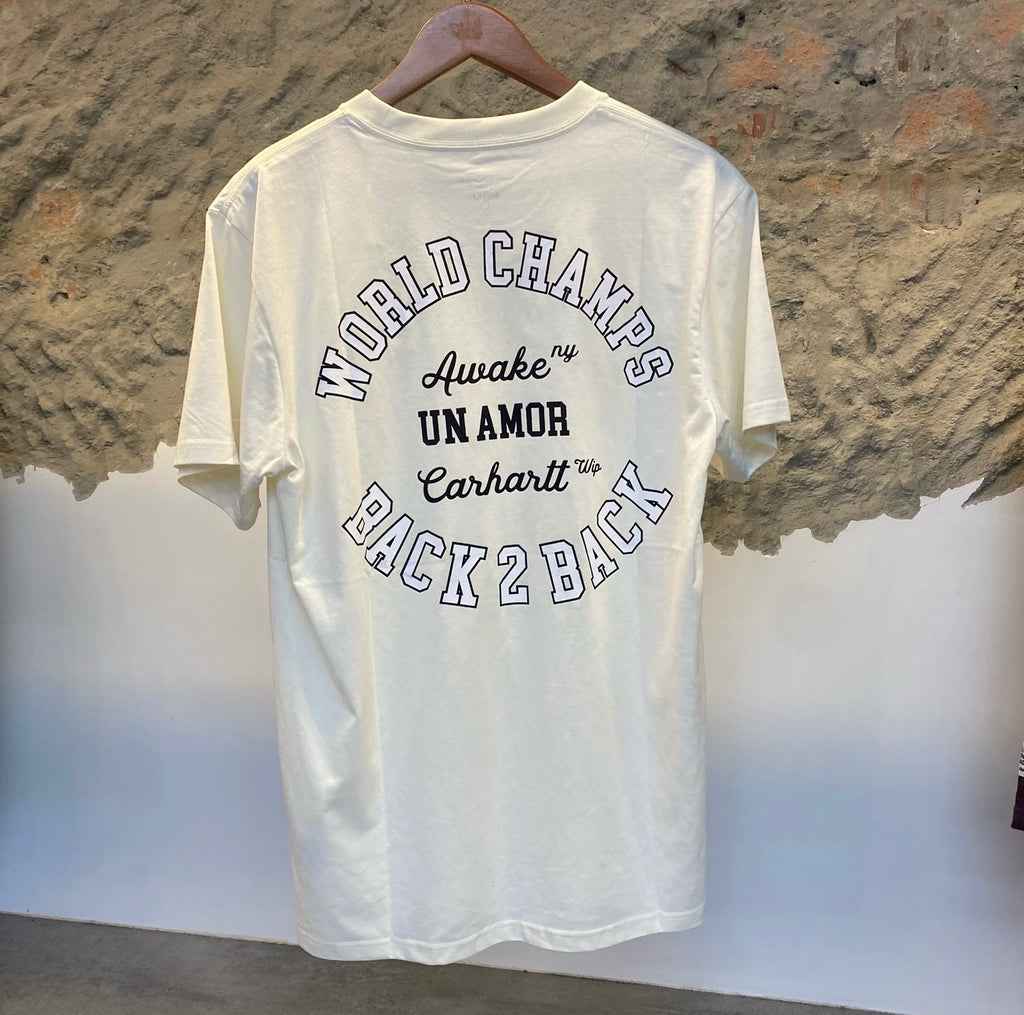 WORLD CHAMPS
Awake ny
UN AMOR
Carhartt Wip
BACK 2 BACK